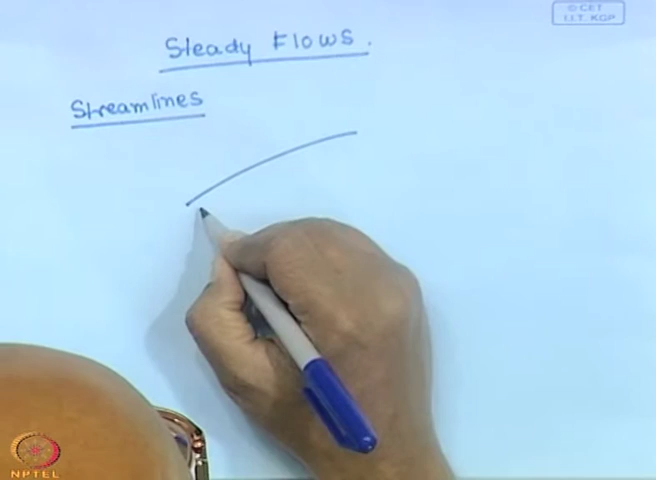 © CET
I.I.T. KGP
Steady Flows.
Streamlines
NPTEL